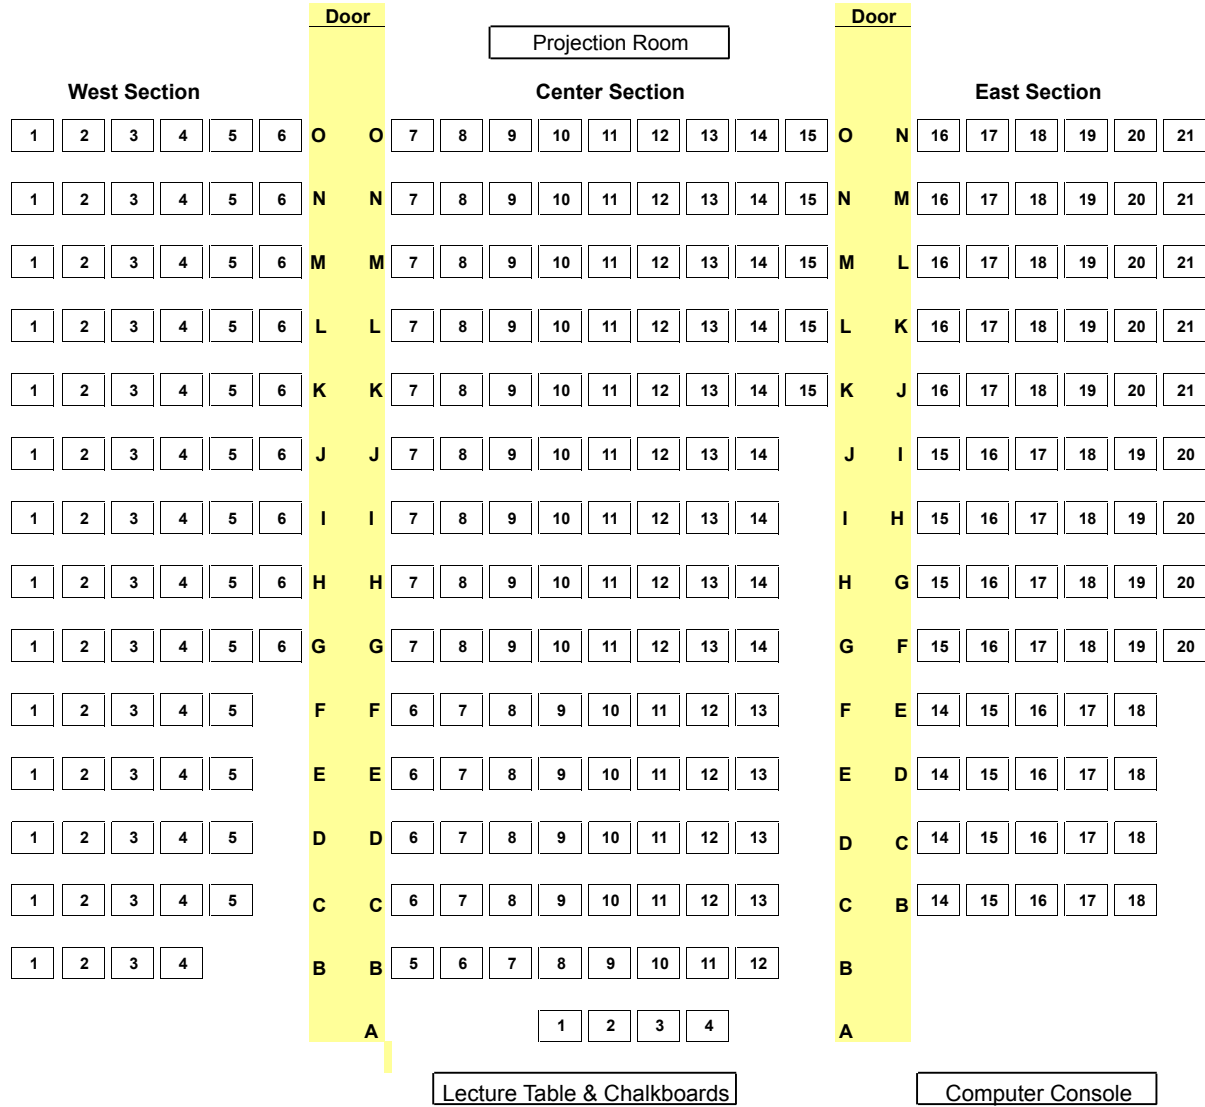 Door Door
Projection Room
West Section Center Section East Section
1 2 3 4 5 6 O O 7 8 9 10 11 12 13 14 15 O N 16 17 18 19 20 21
1 2 3 4 5 6 N N 7 8 9 10 11 12 13 14 15 N M 16 17 18 19 20 21
1 2 3 4 5 6 M M 7 8 9 10 11 12 13 14 15 M L 16 17 18 19 20 21
1 2 3 4 5 6 L L 7 8 9 10 11 12 13 14 15 L K 16 17 18 19 20 21
1 2 3 4 5 6 K K 7 8 9 10 11 12 13 14 15 K J 16 17 18 19 20 21
1 2 3 4 5 6 J J 7 8 9 10 11 12 13 14 J I 15 16 17 18 19 20
1 2 3 4 5 6 I I 7 8 9 10 11 12 13 14 I H 15 16 17 18 19 20
1 2 3 4 5 6 H H 7 8 9 10 11 12 13 14 H G 15 16 17 18 19 20
1 2 3 4 5 6 G G 7 8 9 10 11 12 13 14 G F 15 16 17 18 19 20
1 2 3 4 5 F F 6 7 8 9 10 11 12 13 F E 14 15 16 17 18
1 2 3 4 5 E E 6 7 8 9 10 11 12 13 E D 14 15 16 17 18
1 2 3 4 5 D D 6 7 8 9 10 11 12 13 D C 14 15 16 17 18
1 2 3 4 5 C C 6 7 8 9 10 11 12 13 C B 14 15 16 17 18
1 2 3 4 B B 5 6 7 8 9 10 11 12 B
A 1 2 3 4 A
Lecture Table & Chalkboards Computer Console